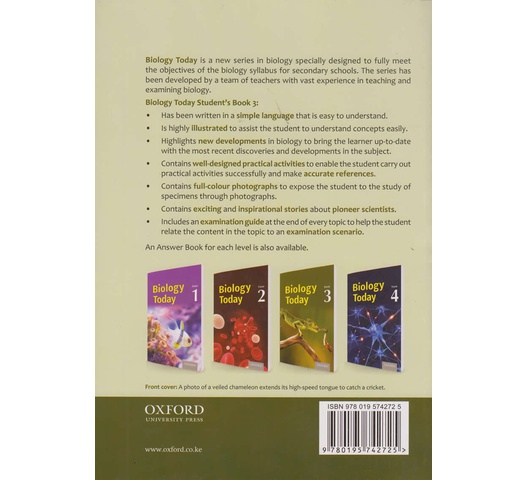 Biology Today is a new series in biology specially designed to fully meet
the objectives of the biology syllabus for secondary schools. The series has
been developed by a team of teachers with vast experience in teaching and
examining biology.
Biology Today Student's Book 3:
• Has been written in a simple language that is easy to understand.
• Is highly illustrated to assist the student to understand concepts easily.
• Highlights new developments in biology to bring the learner up-to-date
with the most recent discoveries and developments in the subject.
• Contains well-designed practical activities to enable the student carry out
practical activities successfully and make accurate references.
• Contains full-colour photographs to expose the student to the study of
specimens through photographs.
• Contains exciting and inspirational stories about pioneer scientists.
• Includes an examination guide at the end of every topic to help the student
relate the content in the topic to an examination scenario.
An Answer Book for each level is also available.
Biology Today 1
Biology Today 2
Biology Today 3
Biology Today 4
Front cover: A photo of a veiled chameleon extends its high-speed tongue to catch a cricket.
OXFORD
UNIVERSITY PRESS
www.oxford.co.ke
ISBN 978 019 574272 5
9 780195 742725 >